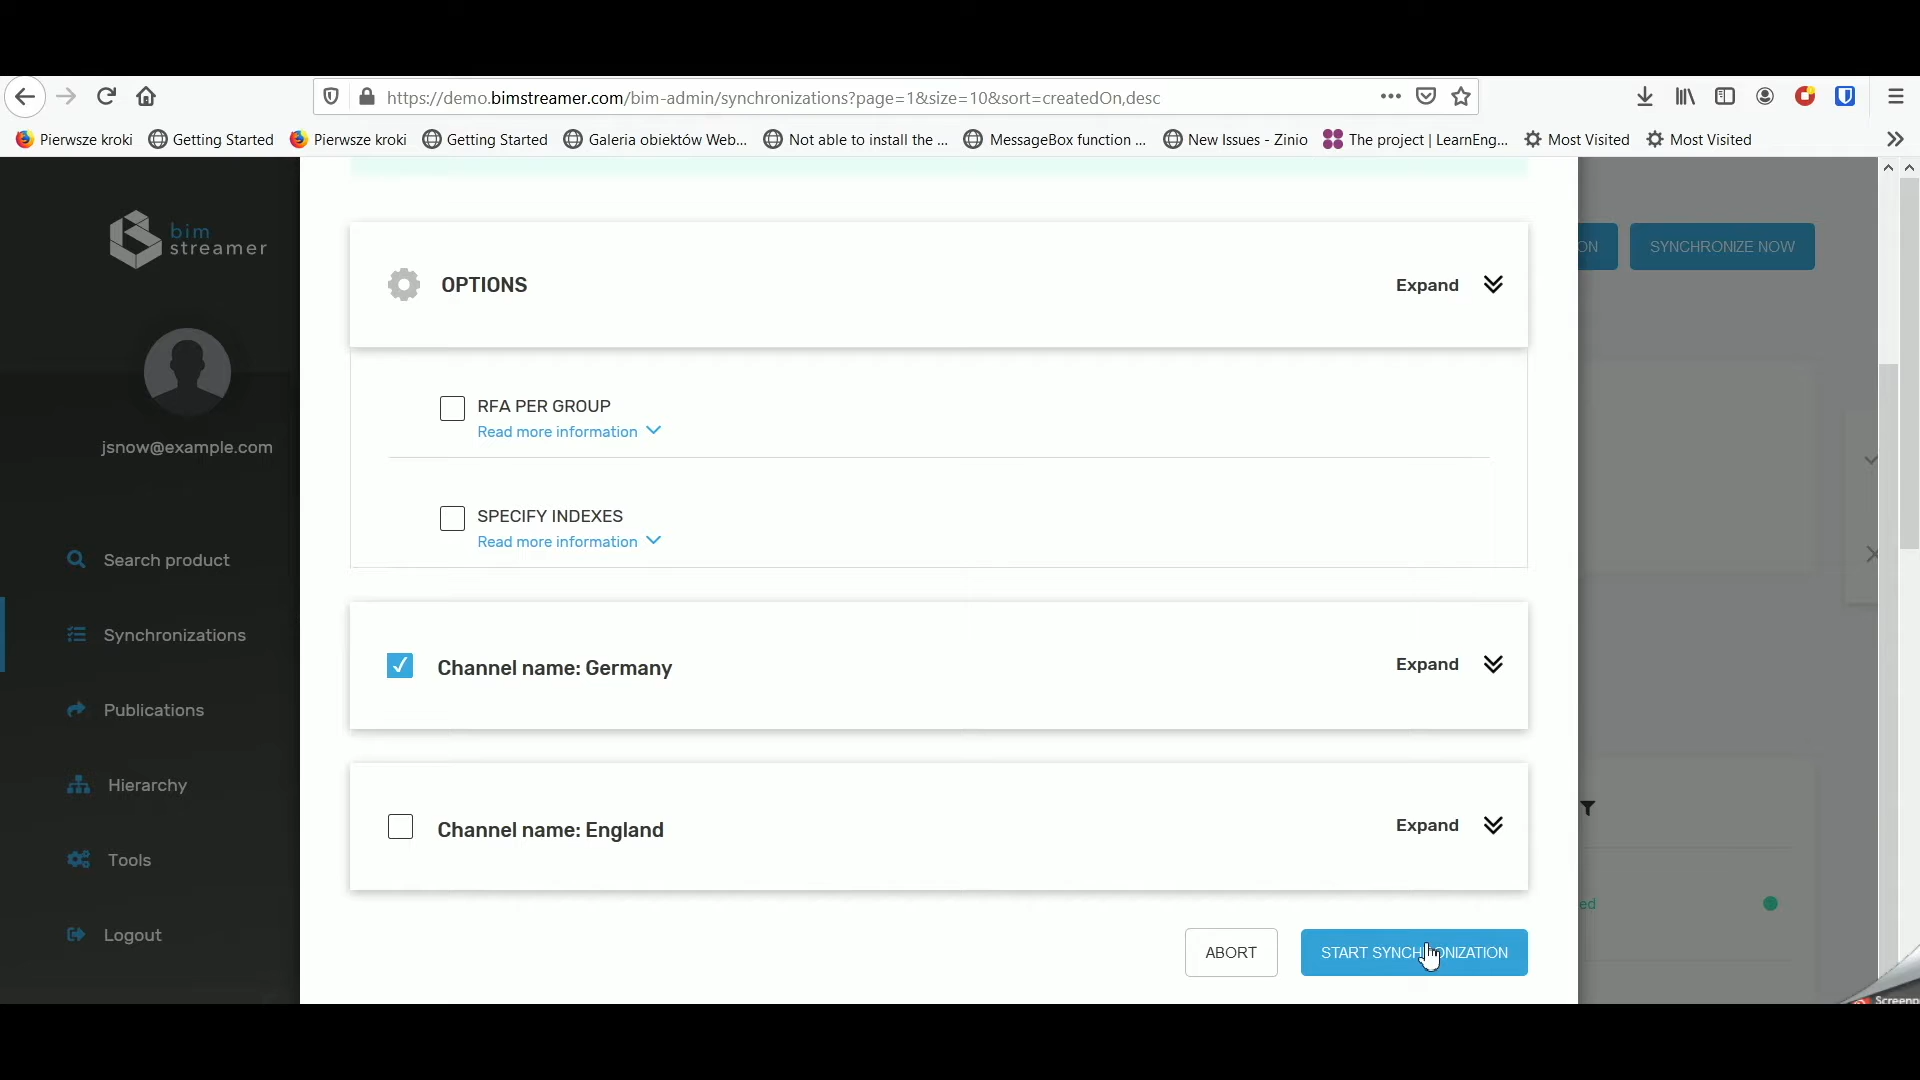 https://demo.bimstreamer.com/bim-admin/synchronizations?page=1&size=10&sort=createdOn,desc
Pierwsze kroki Getting Started Pierwsze kroki Getting Started Galeria obiektów Web... Not able to install the ... MessageBox function ... New Issues - Zinio The project | LearnEng... Most Visited Most Visited
bim
streamer
ON SYNCHRONIZE NOW
OPTIONS Expand
jsnow@example.com
RFA PER GROUP
Read more information
SPECIFY INDEXES
Read more information
Search product
Synchronizations
Publications
Hierarchy
Tools
Logout
Channel name: Germany Expand
Channel name: England Expand
ed
ABORT START SYNCHRONIZATION
Screenp